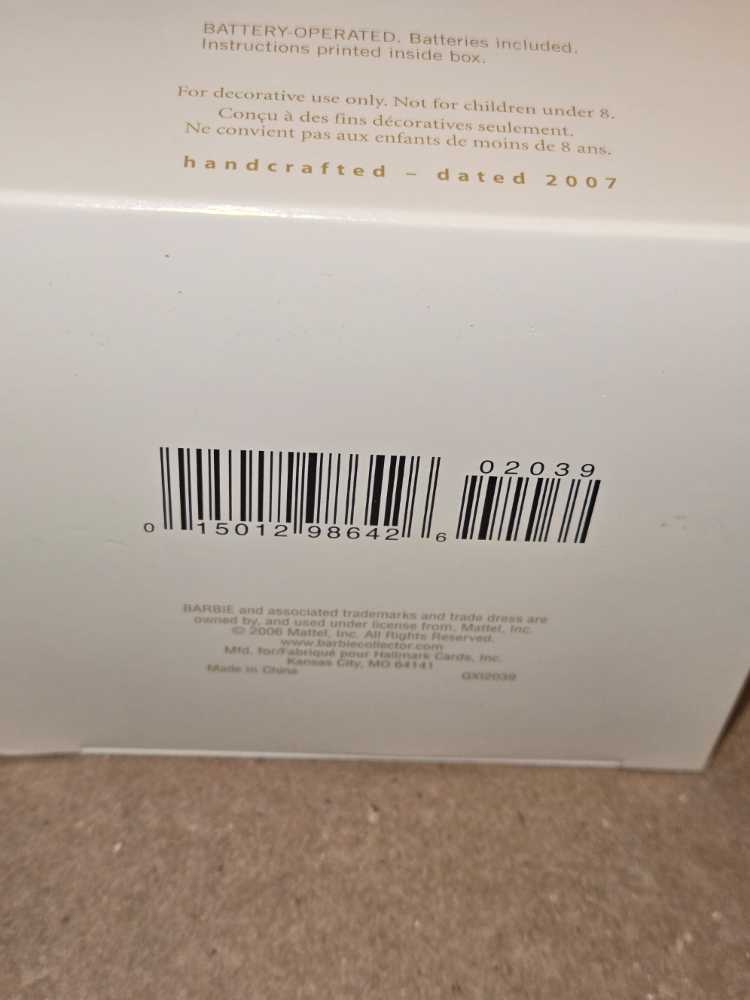 BATTERY-OPERATED. Batteries included.
Instructions printed inside box.
For decorative use only. Not for children under 8.
Conçu à des fins décoratives seulement.
Ne convient pas aux enfants de moins de 8 ans.
handcrafted – dated 2007
02039
0 15012 98642 6
BARBIE and associated trademarks and trade dress are
owned by, and used under license from, Mattel, Inc.
© 2006 Mattel, Inc. All Rights Reserved.
www.barbiecollector.com
Mfd. for/Fabriqué pour Hallmark Cards, Inc.
Kansas City, MO 64141
Made in China
GXI2039